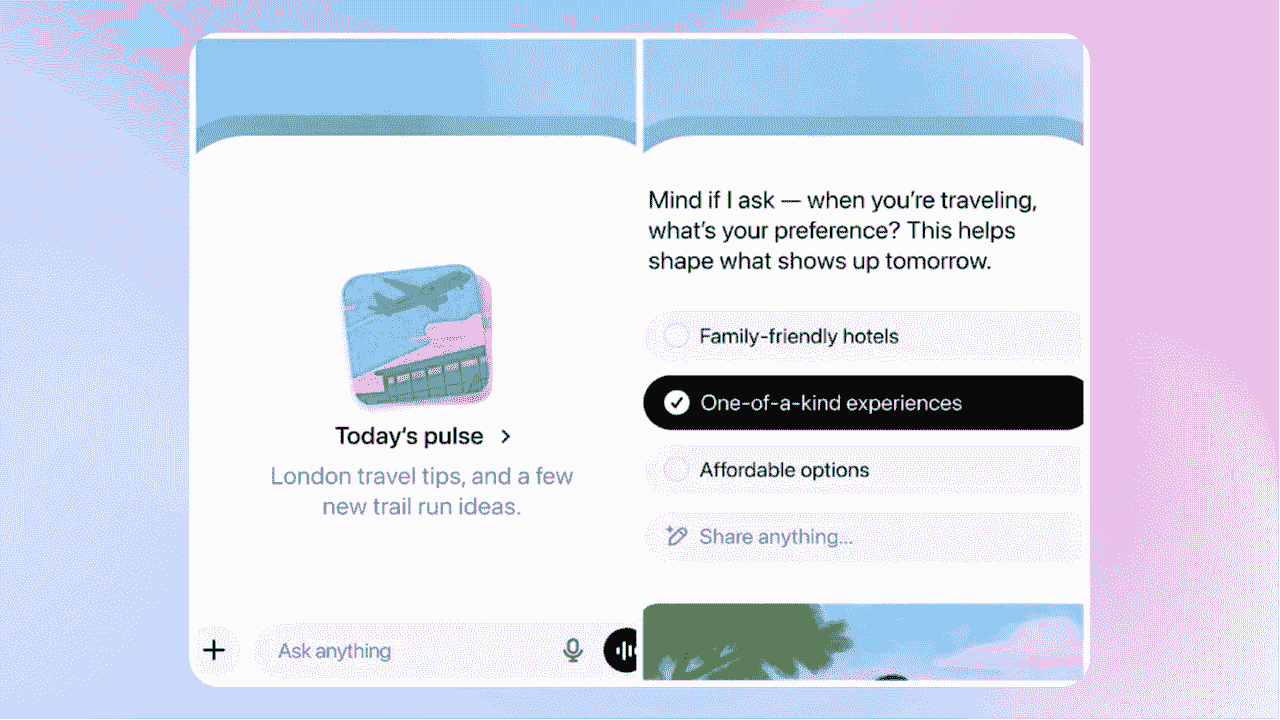 Today’s pulse
London travel tips, and a few
new trail run ideas.
Ask anything
Mind if I ask — when you’re traveling,
what’s your preference? This helps
shape what shows up tomorrow.
Family-friendly hotels
One-of-a-kind experiences
Affordable options
Share anything...